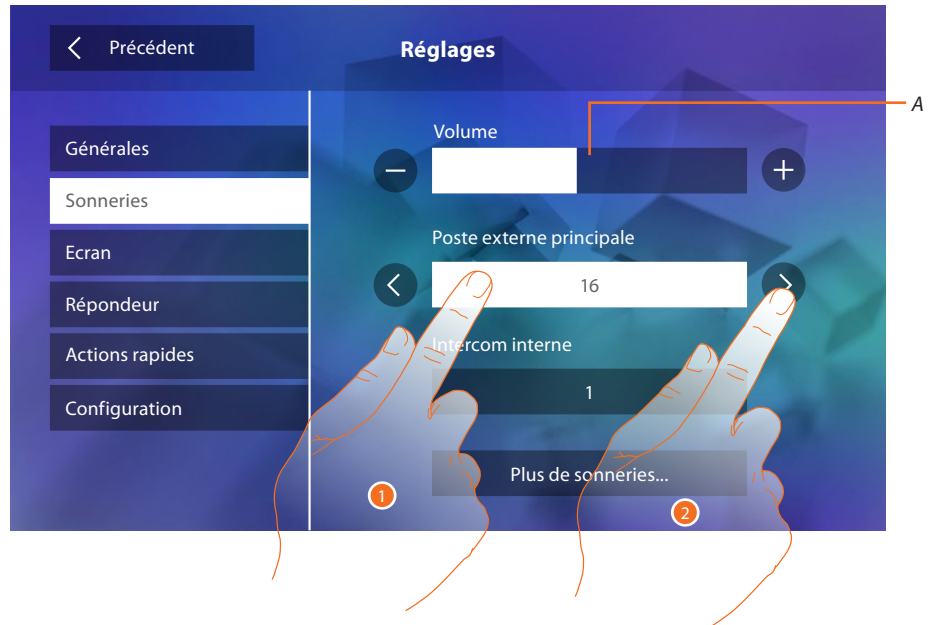 Précédent
Réglages
A
Générales
Sonneries
Ecran
Répondeur
Actions rapides
Configuration
Volume
Poste externe principale
16
Intercom interne
1
Plus de sonneries...
1
2